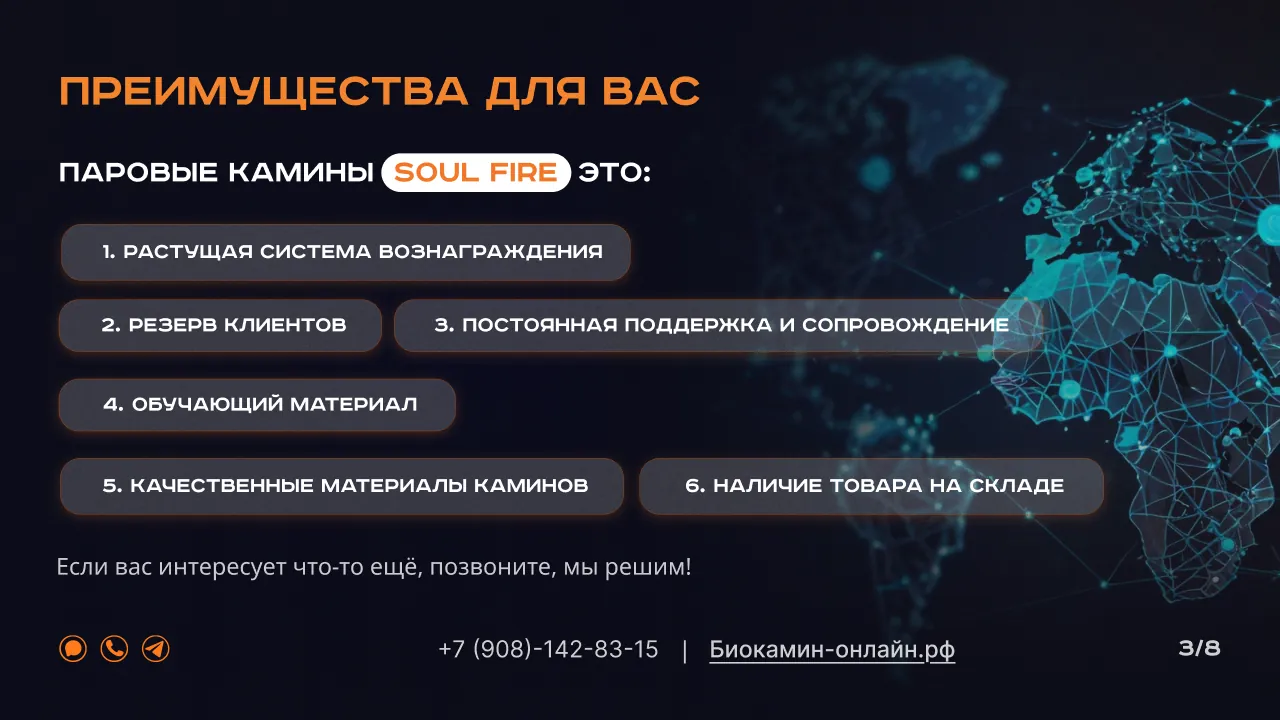 ПРЕИМУЩЕСТВА ДЛЯ ВАС
ПАРОВЫЕ КАМИНЫ SOUL FIRE ЭТО:
1. РАСТУЩАЯ СИСТЕМА ВОЗНАГРАЖДЕНИЯ
2. РЕЗЕРВ КЛИЕНТОВ
3. ПОСТОЯННАЯ ПОДДЕРЖКА И СОПРОВОЖДЕНИЕ
4. ОБУЧАЮЩИЙ МАТЕРИАЛ
5. КАЧЕСТВЕННЫЕ МАТЕРИАЛЫ КАМИНОВ
6. НАЛИЧИЕ ТОВАРА НА СКЛАДЕ
Если вас интересует что-то ещё, позвоните, мы решим!
+7 (908)-142-83-15 | Биокамин-онлайн.рф
3/8